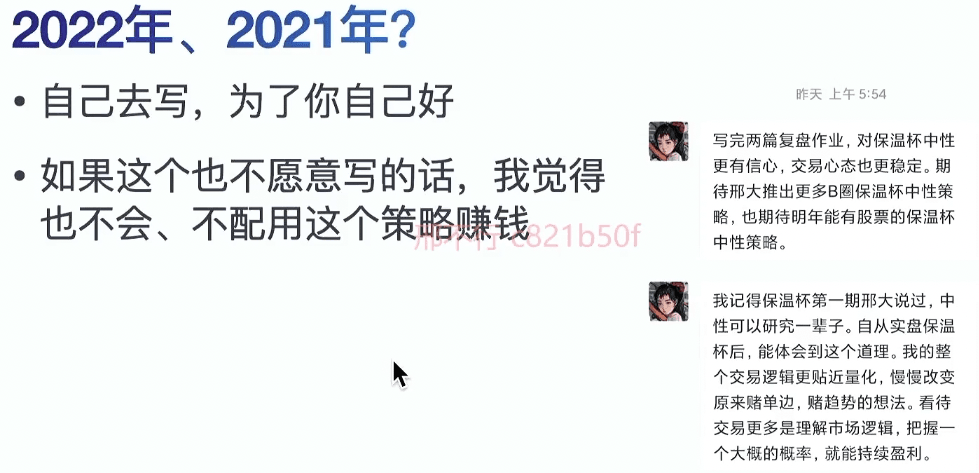 2022年、2021年？
• 自己去写，为了你自己好
• 如果这个也不愿意写的话，我觉得
也不会、不配用这个策略赚钱
邢不行 c821b50f
昨天 上午 5:54
写完两篇复盘作业，对保温杯中性
更有信心，交易心态也更稳定。期
待邢大推出更多B圈保温杯中性策
略，也期待明年能有股票的保温杯
中性策略。
我记得保温杯第一期邢大说过，中
性可以研究一辈子。自从实盘保温
杯后，能体会到这个道理。我的整
个交易逻辑更贴近量化，慢慢改变
原来赌单边，赌趋势的想法。看待
交易更多是理解市场逻辑，把握一
个大概的概率，就能持续盈利。